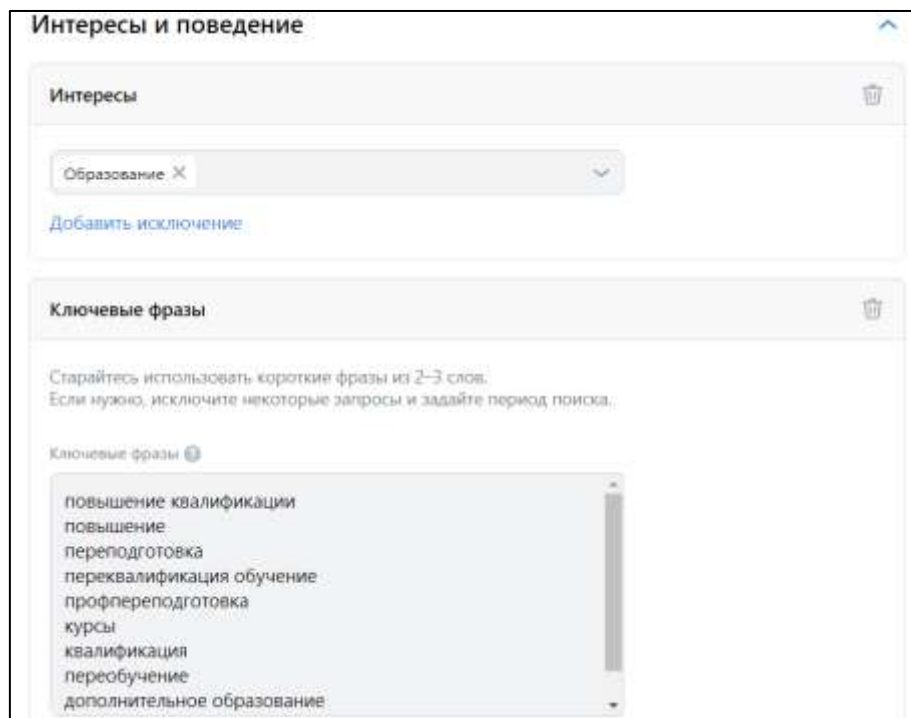 Интересы и поведение
Интересы
Образование
Добавить исключение
Ключевые фразы
Старайтесь использовать короткие фразы из 2–3 слов.
Если нужно, исключите некоторые запросы и задайте период поиска.
Ключевые фразы
повышение квалификации
повышение
переподготовка
переквалификация обучение
профпереподготовка
курсы
квалификация
переобучение
дополнительное образование